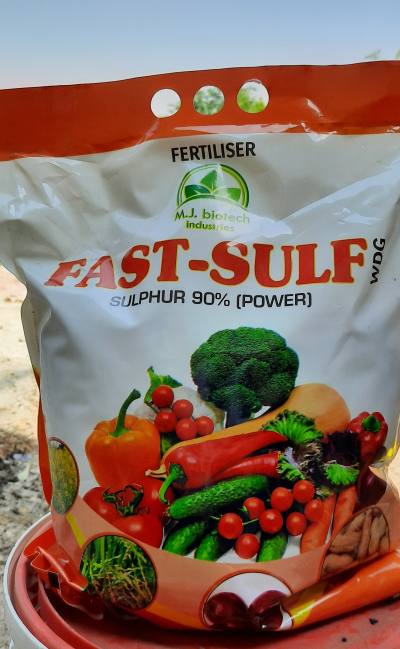 FERTILISER
M.J. biotech
industries
FAST-SULF WDG
SULPHUR 90% (POWER)